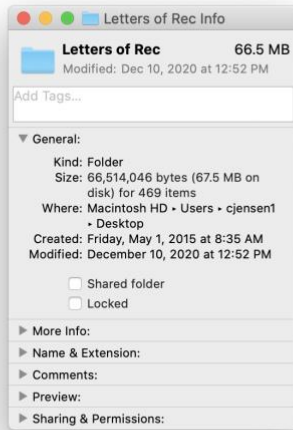 Letters of Rec Info
Letters of Rec 66.5 MB
Modified: Dec 10, 2020 at 12:52 PM
Add Tags...
General:
Kind: Folder
Size: 66,514,046 bytes (67.5 MB on
disk) for 469 items
Where: Macintosh HD ▸ Users ▸ cjensen1
▸ Desktop
Created: Friday, May 1, 2015 at 8:35 AM
Modified: December 10, 2020 at 12:52 PM
Shared folder
Locked
More Info:
Name & Extension:
Comments:
Preview:
Sharing & Permissions: